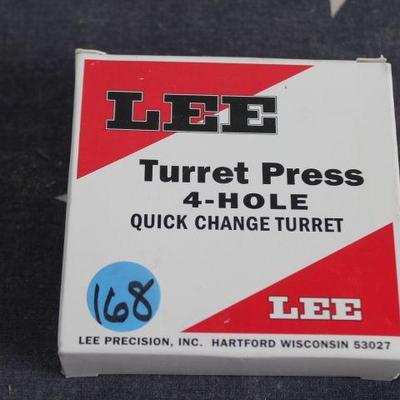 LEE
Turret Press
4-HOLE
QUICK CHANGE TURRET
168
LEE
LEE PRECISION, INC. HARTFORD WISCONSIN 53027